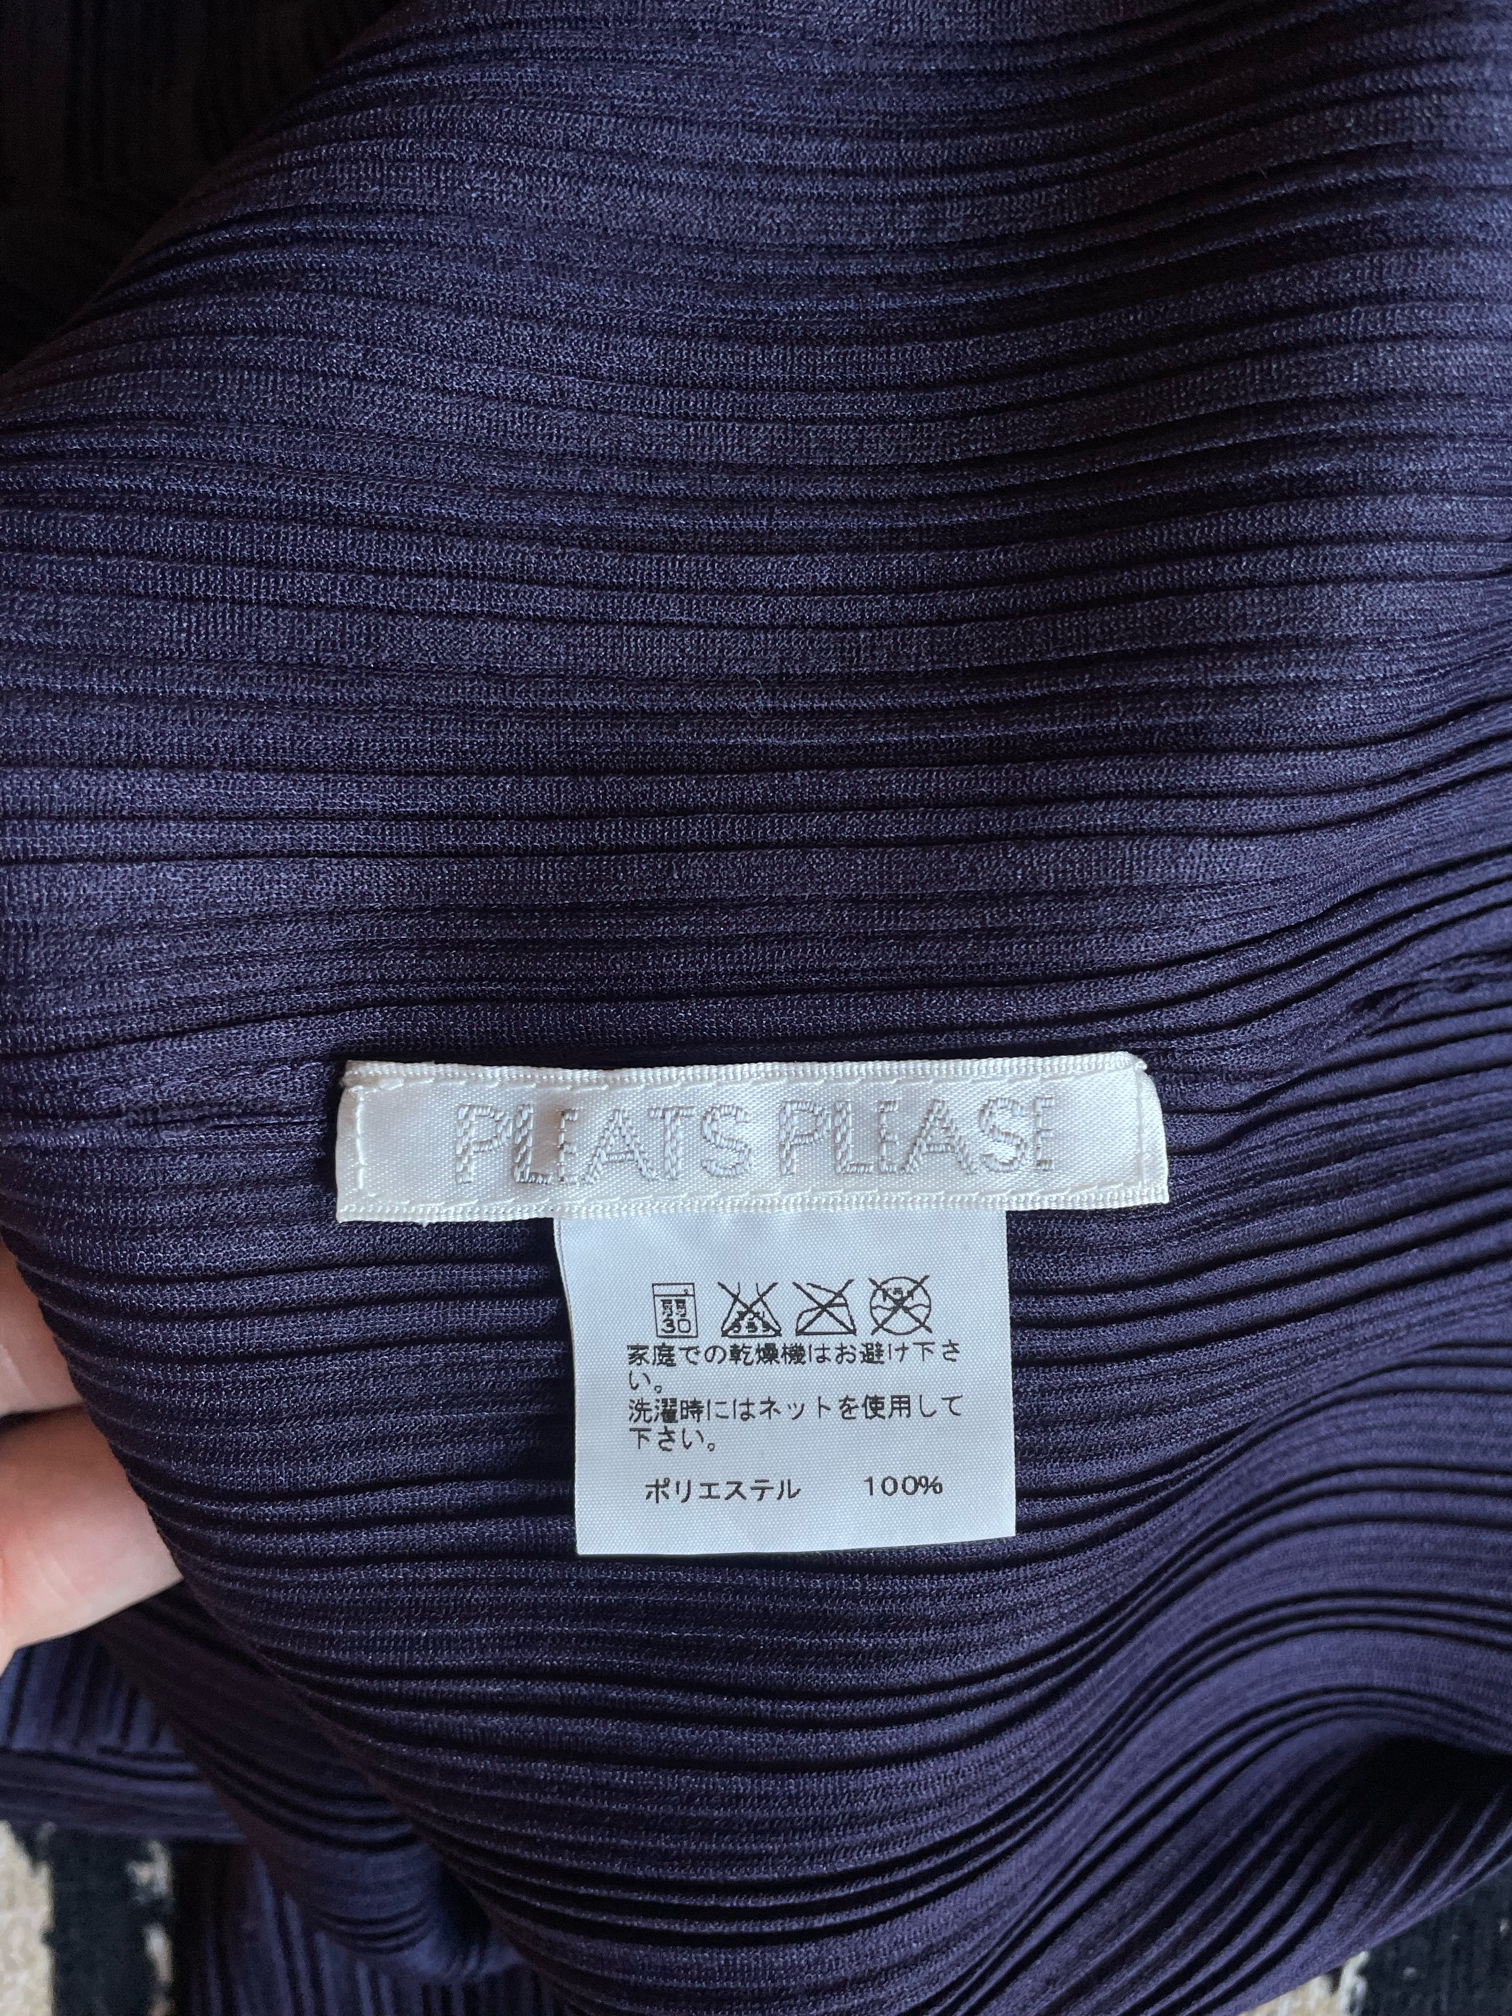 PLEATS PLEASE
家庭での乾燥機はお避け下さ
い。
洗濯時にはネットを使用して
下さい。
ポリエステル 100%